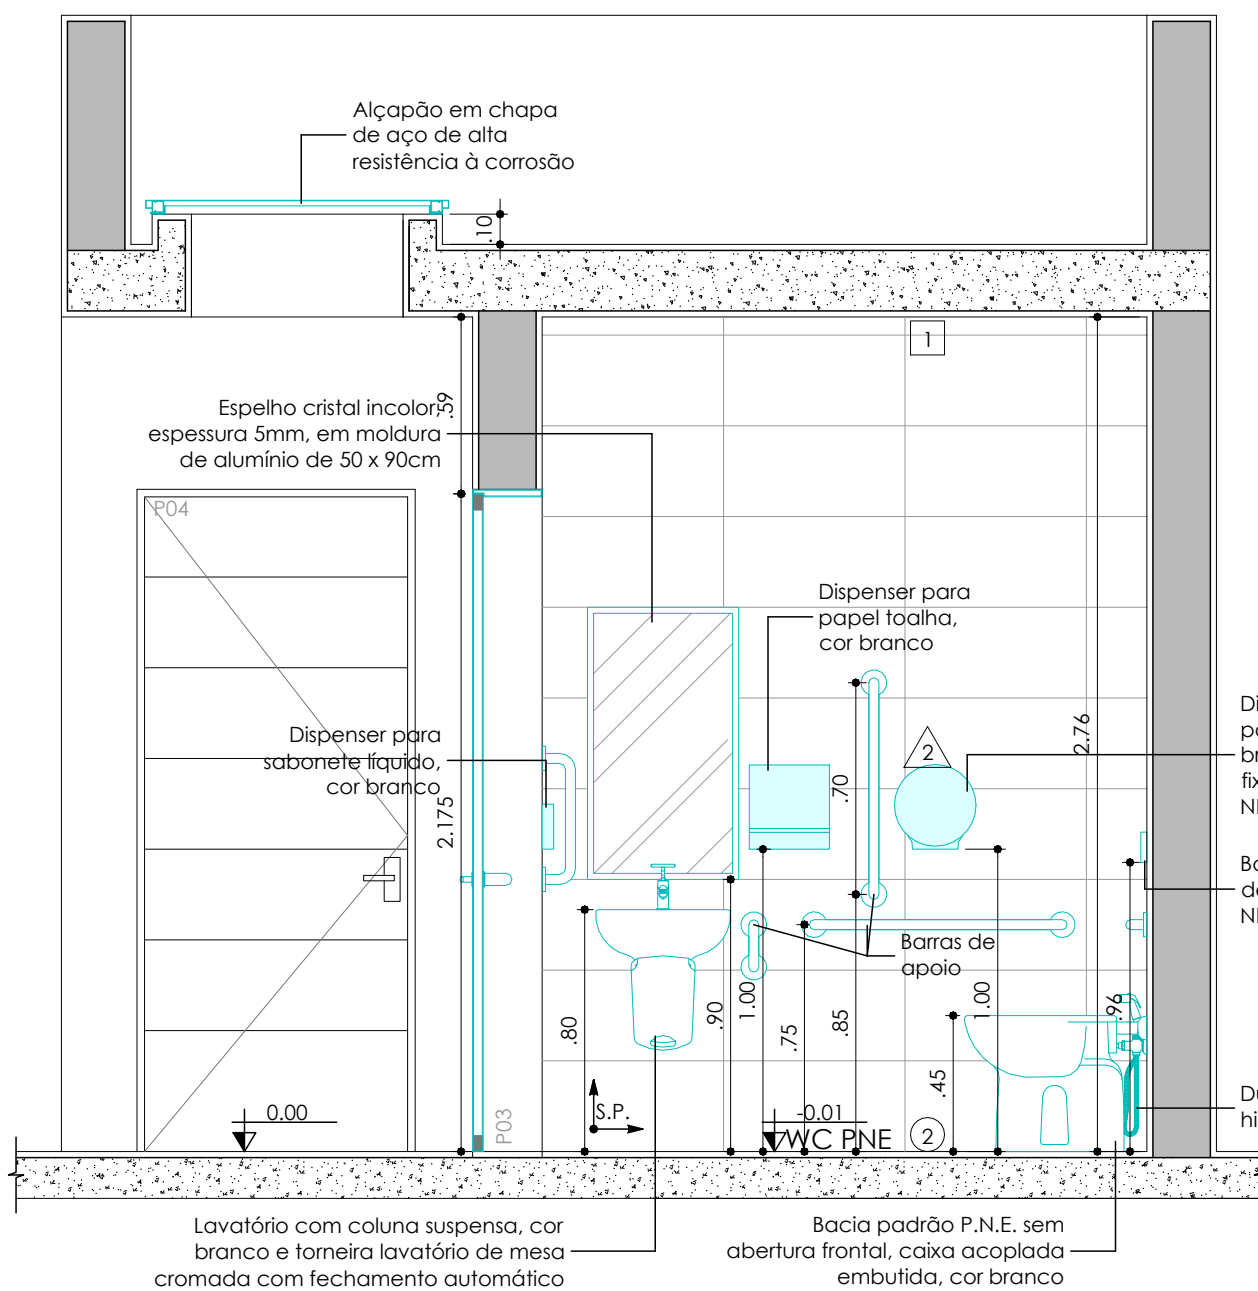 Alçapão em chapa
de aço de alta
resistência à corrosão
.10
1
.59
Espelho cristal incolor,
espessura 5mm, em moldura
de alumínio de 50 x 90cm
P04
Dispenser para
papel toalha,
cor branco
Dispenser para
sabonete líquido,
cor branco
2.175
.70
2
2.76
Di
br
fix
Barras de
apoio
.80
.90
1.00
.75
.85
1.00
.45
.96
0.00
P03
S.P.
-0.01
WC PNE
2
hi
Lavatório com coluna suspensa, cor
branco e torneira lavatório de mesa
cromada com fechamento automático
Bacia padrão P.N.E. sem
abertura frontal, caixa acoplada
embutida, cor branco